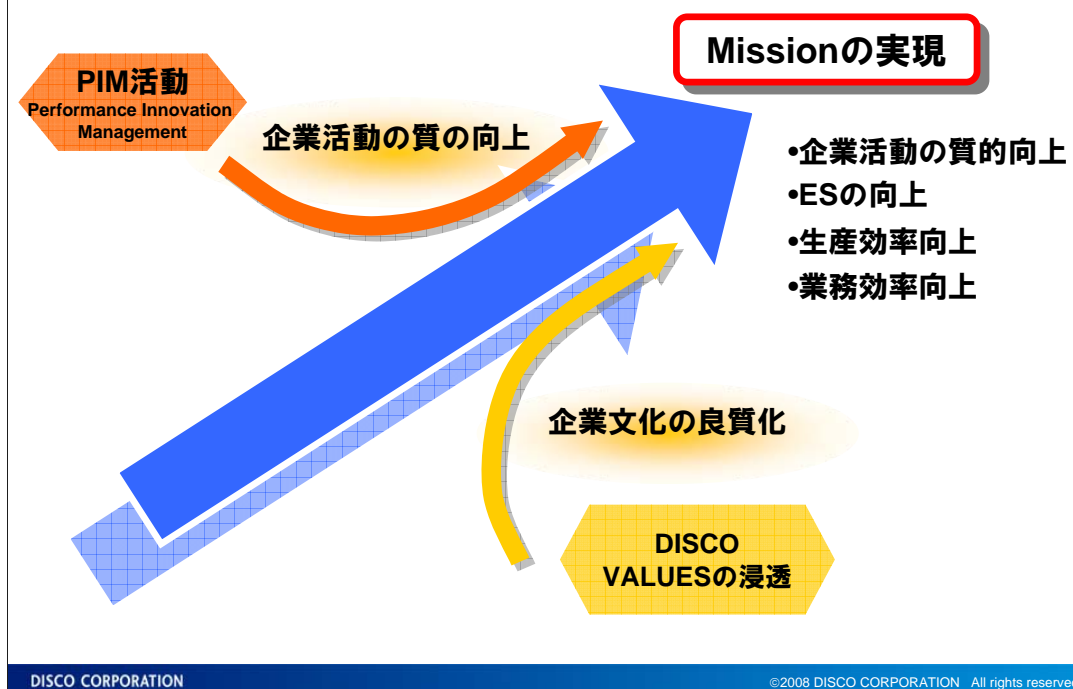 Missionの実現
PIM活動
Performance Innovation
Management
企業活動の質の向上
•企業活動の質的向上
•ESの向上
•生産効率向上
•業務効率向上
企業文化の良質化
DISCO
VALUESの浸透
DISCO CORPORATION
©2008 DISCO CORPORATION All rights reserved